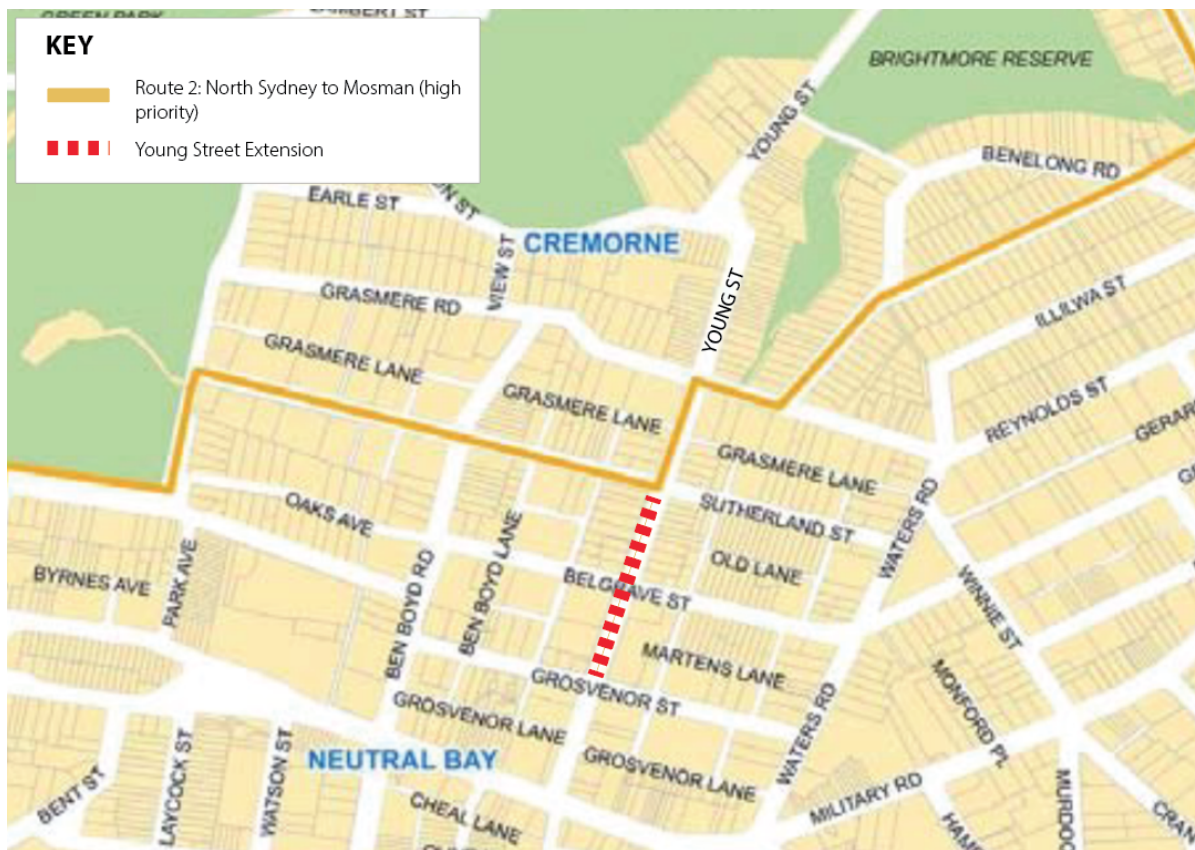 KEY
Route 2: North Sydney to Mosman (high
priority)
Young Street Extension
GREEN PARK
BRIGHTMORE RESERVE
YOUNG ST
BENELONG RD
EARLE ST
CREMORNE
VIEW ST
GRASMERE RD
YOUNG ST
ILLILWA ST
GRASMERE LANE
GRASMERE LANE
REYNOLDS ST
GRASMERE LANE
OAKS AVE
SUTHERLAND ST
WATERS RD
BEN BOYD LANE
OLD LANE
BYRNES AVE
PARK AVE
BELGRAVE ST
BEN BOYD RD
WINNIE ST
MARTENS LANE
GROSVENOR ST
GROSVENOR LANE
MONFORD PL
NEUTRAL BAY
WATERS RD
GROSVENOR LANE
BENT ST
LAYCOCK ST
WATSON ST
MILITARY RD
CHEAL LANE